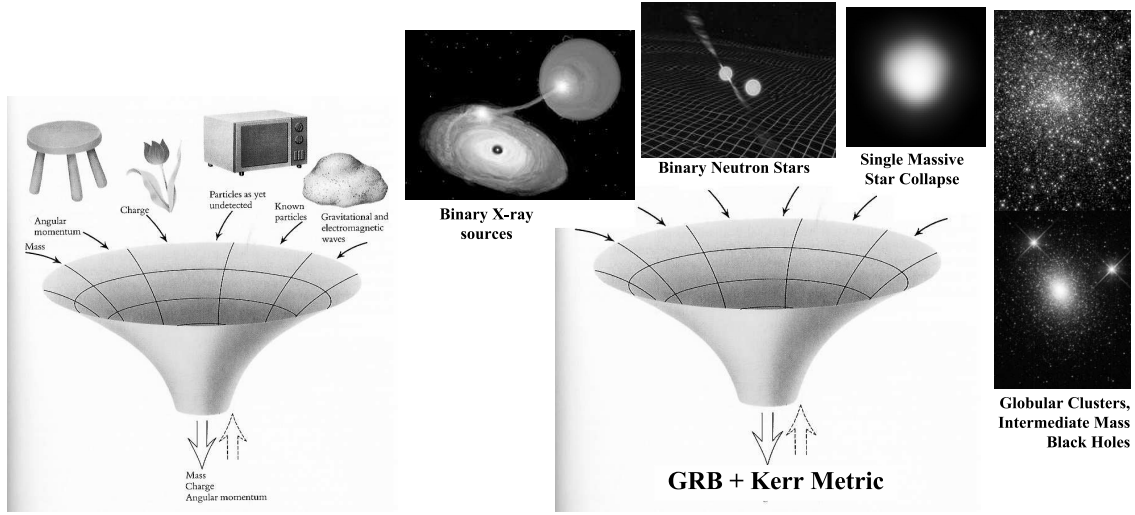 Angular
momentum
Mass
Charge
Particles as yet
undetected
Known
particles
Gravitational and
electromagnetic
waves
Mass
Charge
Angular momentum
Binary X-ray
sources
Binary Neutron Stars
Single Massive
Star Collapse
Globular Clusters,
Intermediate Mass
Black Holes
GRB + Kerr Metric